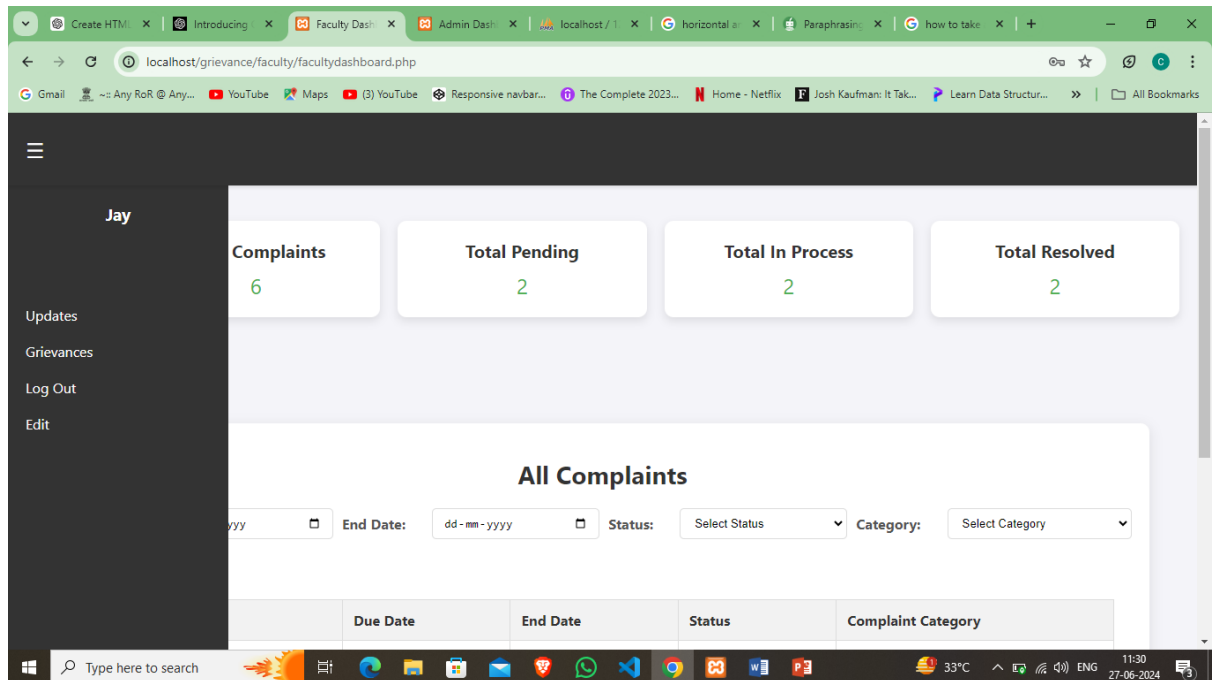 Create HTML
Introducing
Faculty Dash
Admin Dash
localhost / 1
horizontal a
Paraphrasing
how to take
localhost/grievance/faculty/facultydashboard.php
C
Gmail
~:: Any RoR @ Any...
YouTube
Maps
(3) YouTube
Responsive navbar...
The Complete 2023...
Home - Netflix
Josh Kaufman: It Tak...
Learn Data Structur...
All Bookmarks
Jay
Updates
Grievances
Log Out
Edit
Complaints
6
Total Pending
2
Total In Process
2
Total Resolved
2
All Complaints
yyy End Date: dd-mm-yyyy Status: Select Status Category: Select Category
Due Date End Date Status Complaint Category
Type here to search
33°C
ENG
11:30
27-06-2024
3